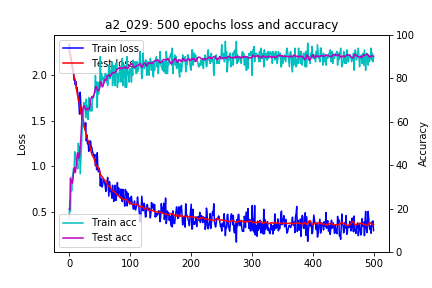 a2_029: 500 epochs loss and accuracy
Train loss
Test loss
Train acc
Test acc
Loss
2.0
1.5
1.0
0.5
Accuracy
100
80
60
40
20
0
0
100
200
300
400
500